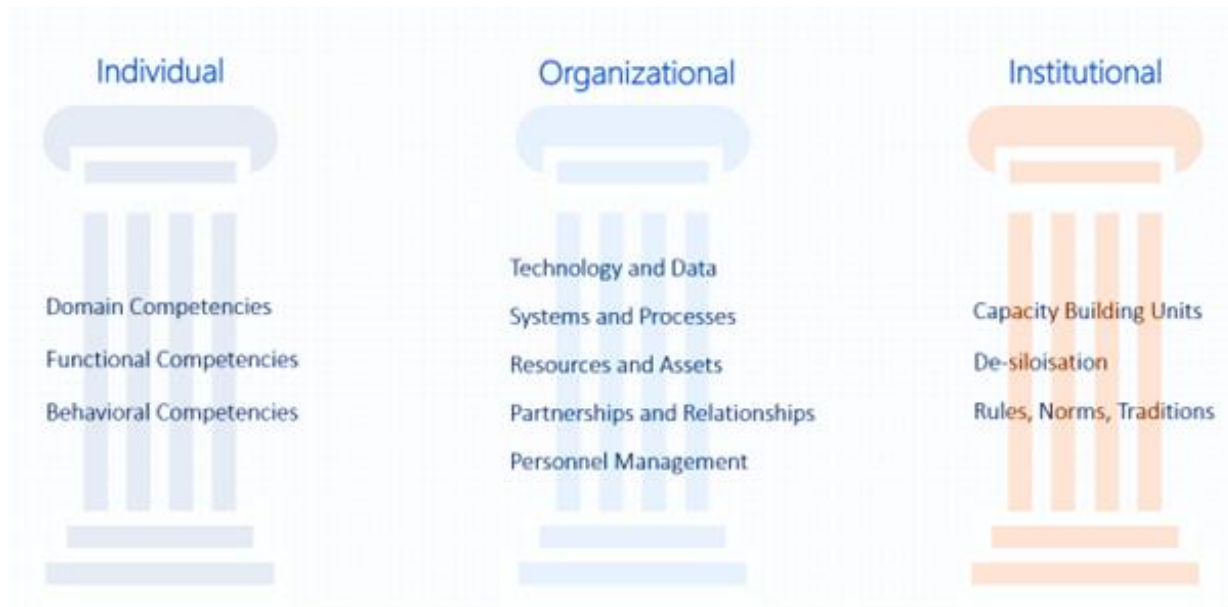 Individual
Domain Competencies
Functional Competencies
Behavioral Competencies
Organizational
Technology and Data
Systems and Processes
Resources and Assets
Partnerships and Relationships
Personnel Management
Institutional
Capacity Building Units
De-siloisation
Rules, Norms, Traditions